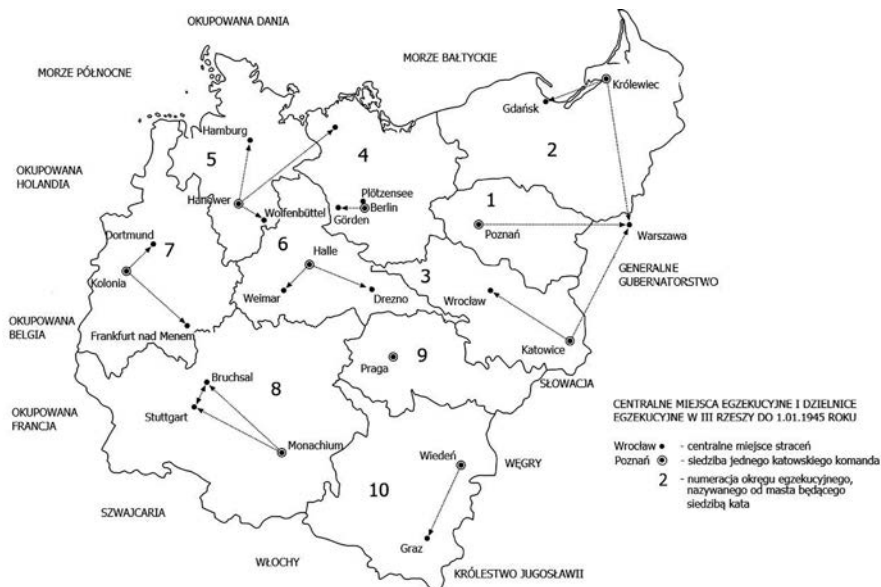 OKUPOWANA DANIA
MORZE BAŁTYCKIE
MORZE PÓŁNOCNE
Królewiec
Gdańsk
Hamburg
5
4
2
OKUPOWANA
HOLANDIA
Plötzensee
Hanower
Berlin
Görden
1
Wolfenbüttel
Poznań
Warszawa
Dortmund
7
6
Halle
Kolonia
3
GENERALNE
GUBERNATORSTWO
Weimar
Drezno
Wrocław
OKUPOWANA
BELGIA
Frankfurt nad Menem
Katowice
9
Praga
Bruchsal
8
SŁOWACJA
OKUPOWANA
FRANCJA
Stuttgart
CENTRALNE MIEJSCA EGZEKUCYJNE I DZIELNICE
EGZEKUCYJNE W III RZESZY DO 1.01.1945 ROKU
Monachium
Wiedeń
WĘGRY
Wrocław - centralne miejsce straceń
Poznań - siedziba jednego katowskiego komanda
2 - numeracja okręgu egzekucyjnego,
nazywanego od masta będącego
siedzibą kata
10
SZWAJCARIA
Graz
WŁOCHY
KRÓLESTWO JUGOSŁAWII